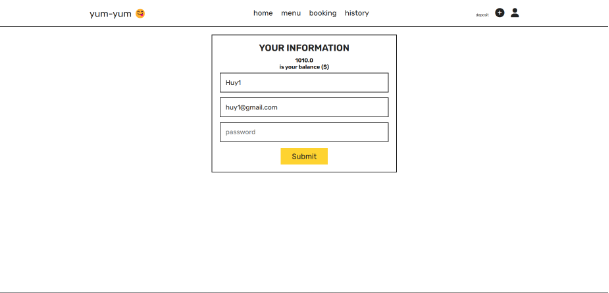 yum-yum 😋
home menu booking history
deposit
YOUR INFORMATION
1010.0
is your balance ($)
Huy1
huy1@gmail.com
password
Submit